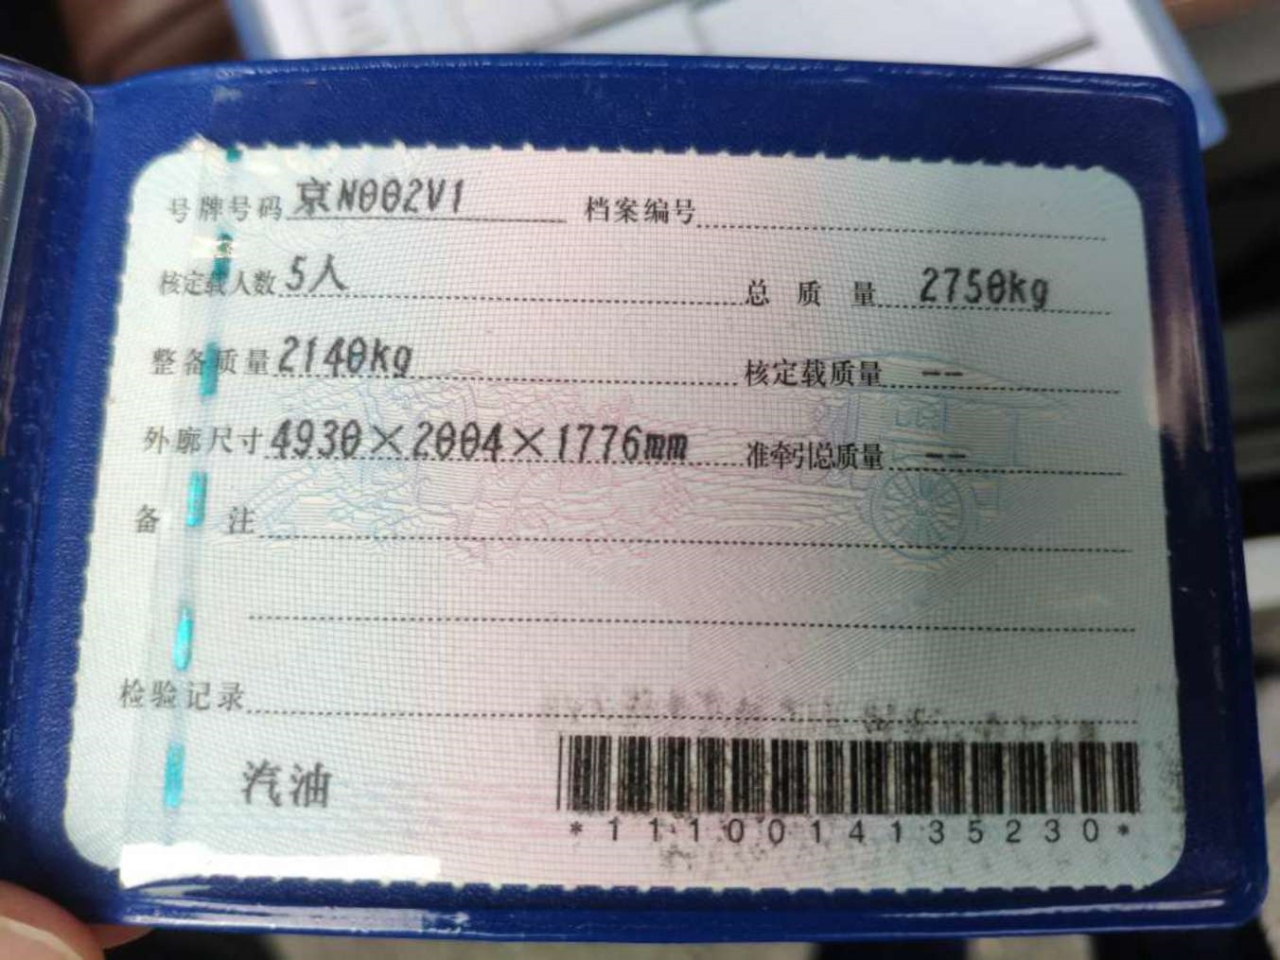 号牌号码 京N002V1 档案编号
核定载人数 5人 总质量 2750kg
整备质量 2140kg 核定载质量 --
外廓尺寸 4930×2004×1776mm 准牵引总质量 --
备注
检验记录
汽油
*1110014135230*